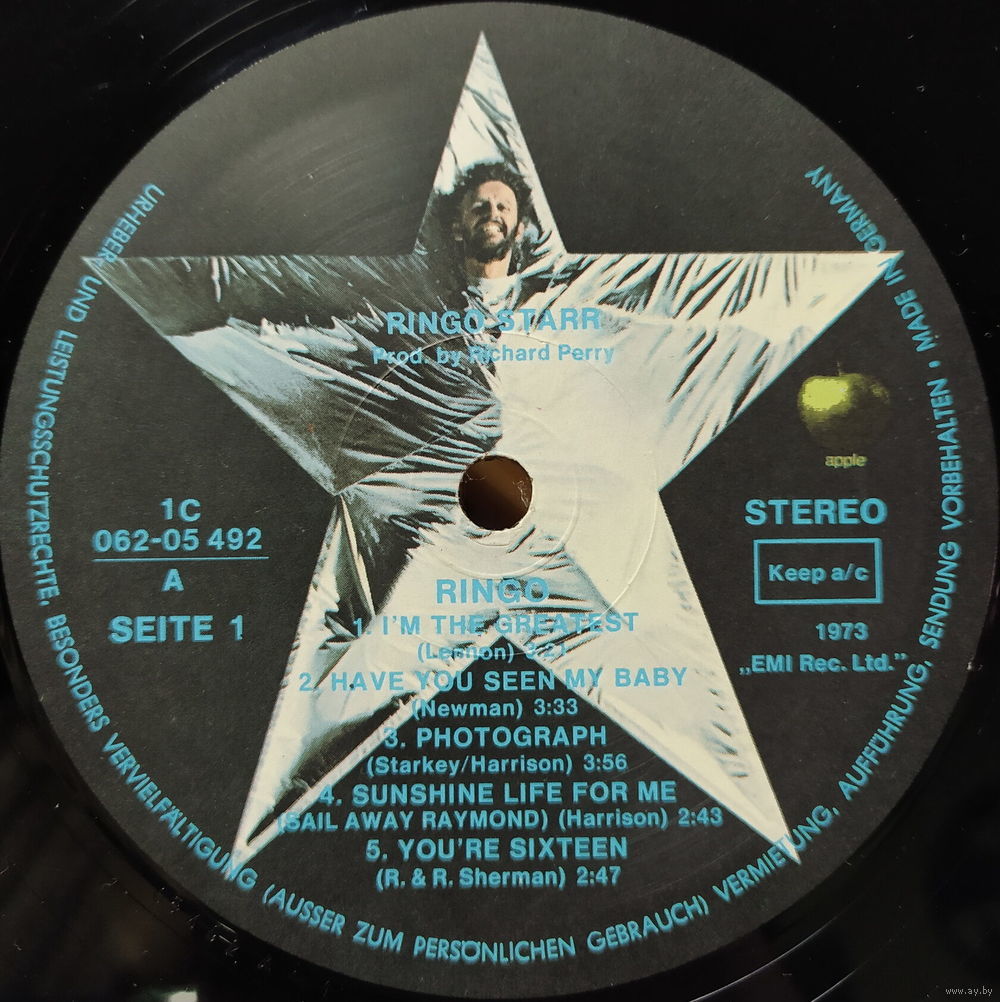 RINGO STARR
Prod. by Richard Perry
apple
1C
062-05 492
A
SEITE 1
STEREO
Keep a/c
1973
„EMI Rec. Ltd.”
RINGO
1. I'M THE GREATEST
(Lennon) 3:21
2. HAVE YOU SEEN MY BABY
(Newman) 3:33
3. PHOTOGRAPH
(Starkey/Harrison) 3:56
4. SUNSHINE LIFE FOR ME
(SAIL AWAY RAYMOND) (Harrison) 2:43
5. YOU'RE SIXTEEN
(R. & R. Sherman) 2:47
URHEBER UND LEISTUNGSSCHUTZRECHTE, BESONDERS VERVIELFÄLTIGUNG (AUSSER ZUM PERSÖNLICHEN GEBRAUCH) VERMIETUNG, AUFFÜHRUNG, SENDUNG VORBEHALTEN • MADE IN GERMANY
www.ay.by